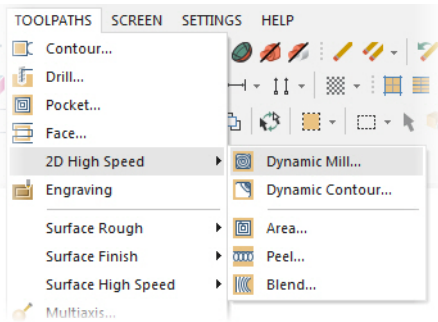 TOOLPATHS SCREEN SETTINGS HELP
Contour...
Drill...
Pocket...
Face...
2D High Speed
Dynamic Mill...
Engraving
Dynamic Contour...
Surface Rough
Area...
Surface Finish
Peel...
Surface High Speed
Blend...
Multiaxis...